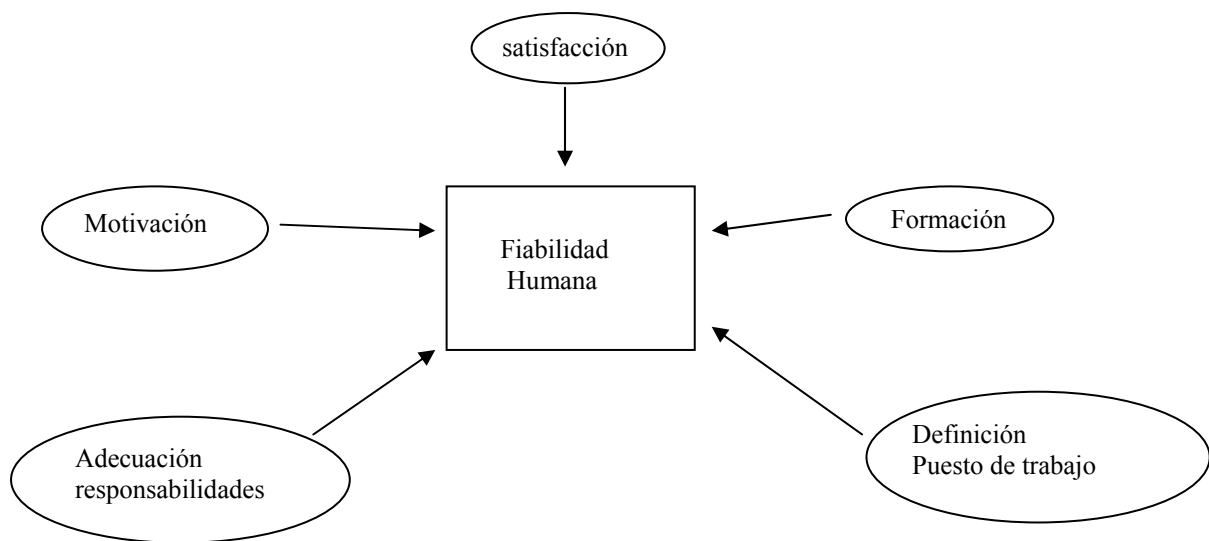 satisfacción
Motivación
Formación
Fiabilidad
Humana
Adecuación
responsabilidades
Definición
Puesto de trabajo